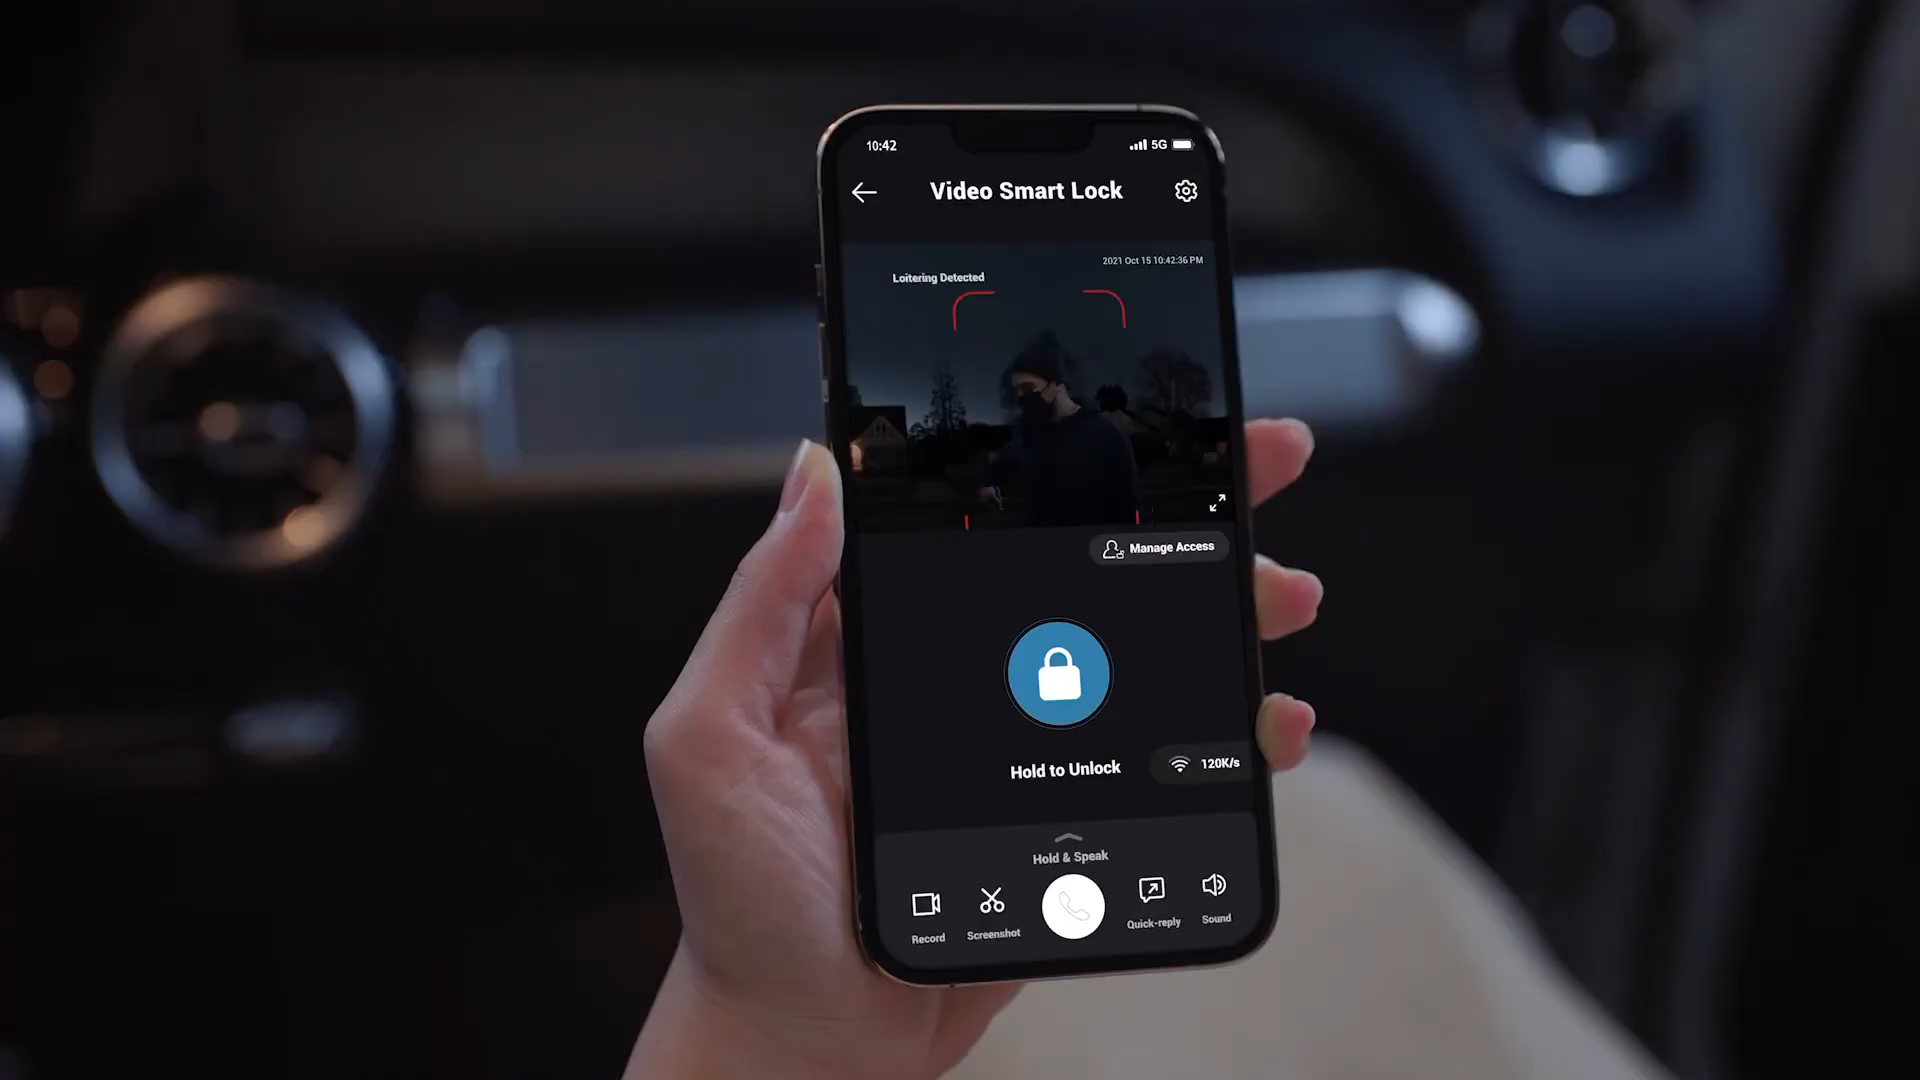 10:42
5G
Video Smart Lock
2021 Oct 15 10:42:36 PM
Loitering Detected
Manage Access
Hold to Unlock
120K/s
Hold & Speak
Record
Screenshot
Quick-reply
Sound